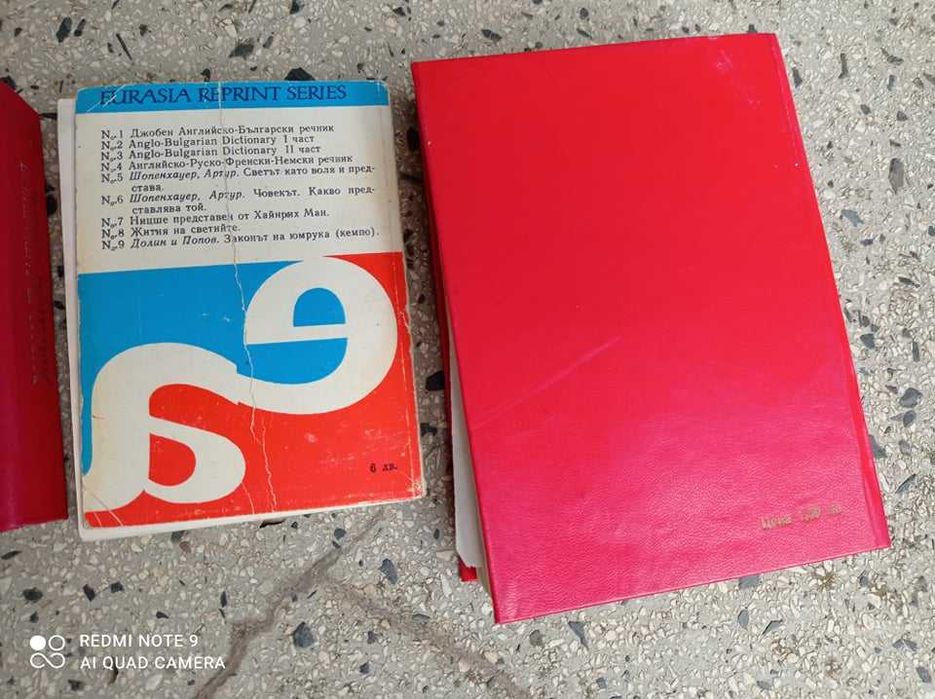 EURASIA REPRINT SERIES
№.1 Джобен Английско-Български речник
№.2 Anglo-Bulgarian Dictionary I част
№.3 Anglo-Bulgarian Dictionary II част
№.4 Английско-Руско-Френски-Немски речник
№.5 Шопенхауер, Артур. Светът като воля и пред-
става.
№.6 Шопенхауер, Артур. Човекът. Какво пред-
ставлява той.
№.7 Ницше представен от Хайнрих Ман.
№.8 Жития на светийте.
№.9 Долин и Попов. Законът на юмрука (кемпо).
ea
6 лв.
Цена
REDMI NOTE 9
AI QUAD CAMERA